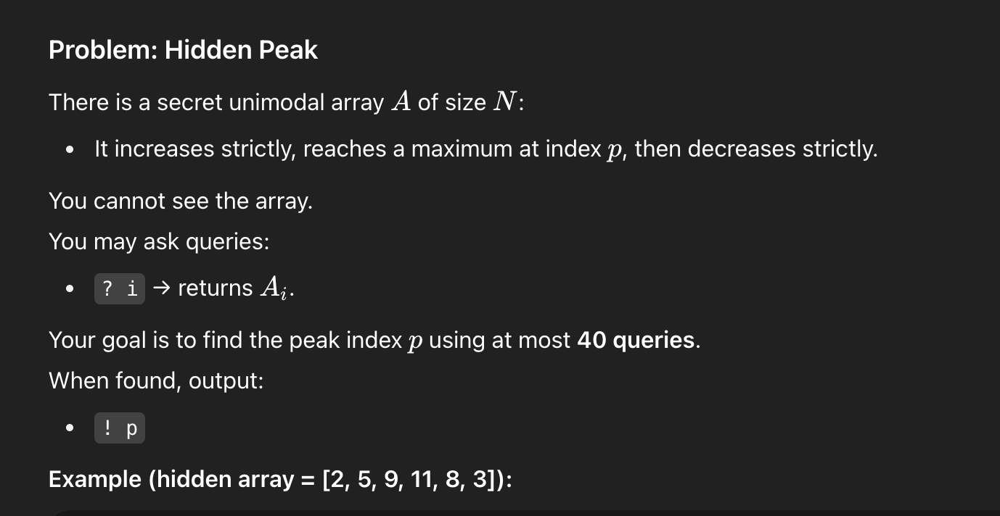 Problem: Hidden Peak
There is a secret unimodal array A of size N:
• It increases strictly, reaches a maximum at index p, then decreases strictly.
You cannot see the array.
You may ask queries:
• ? i → returns Aᵢ.
Your goal is to find the peak index p using at most 40 queries.
When found, output:
• ! p
Example (hidden array = [2, 5, 9, 11, 8, 3]):